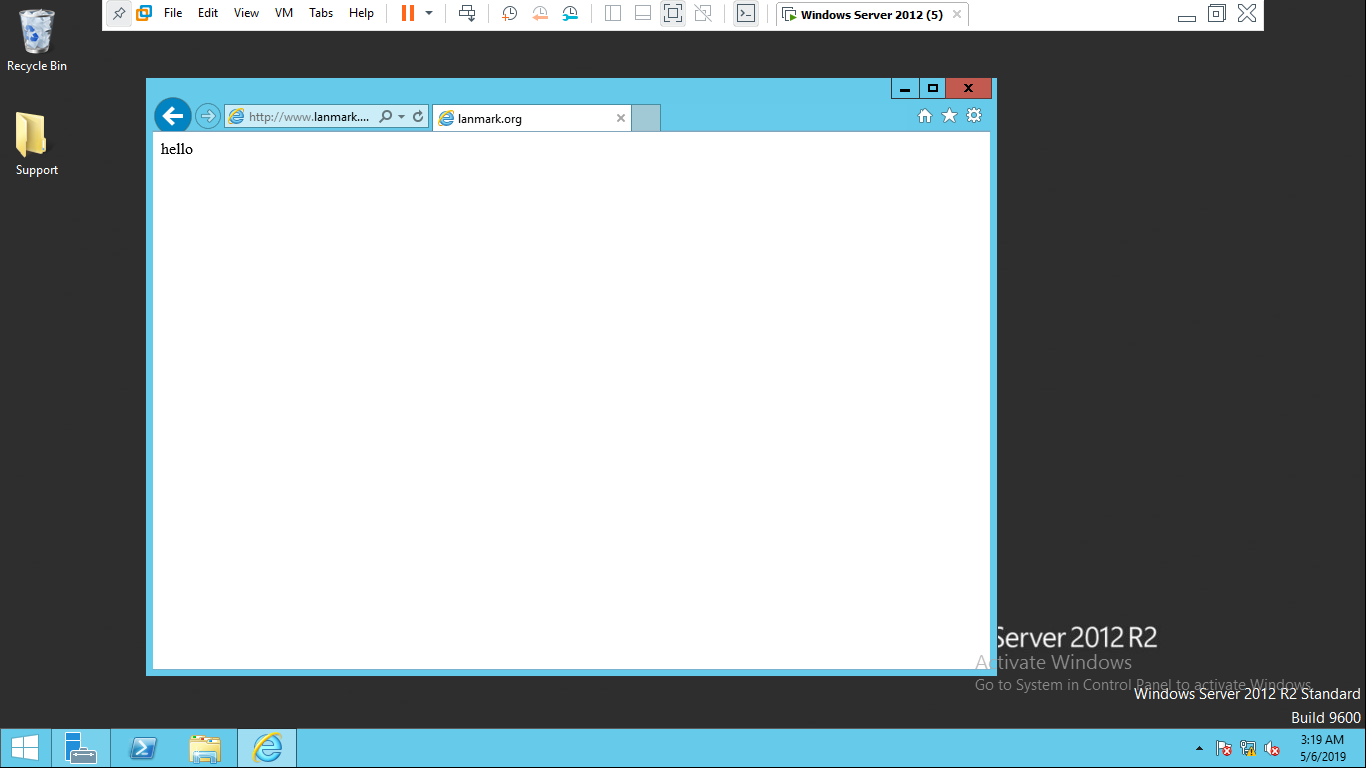 File Edit View VM Tabs Help
Windows Server 2012 (5)
Recycle Bin
Support
http://www.lanmark....
lanmark.org
hello
Server 2012 R2
Activate Windows
Go to System in Control Panel to activate Windows.
Windows Server 2012 R2 Standard
Build 9600
3:19 AM
5/6/2019